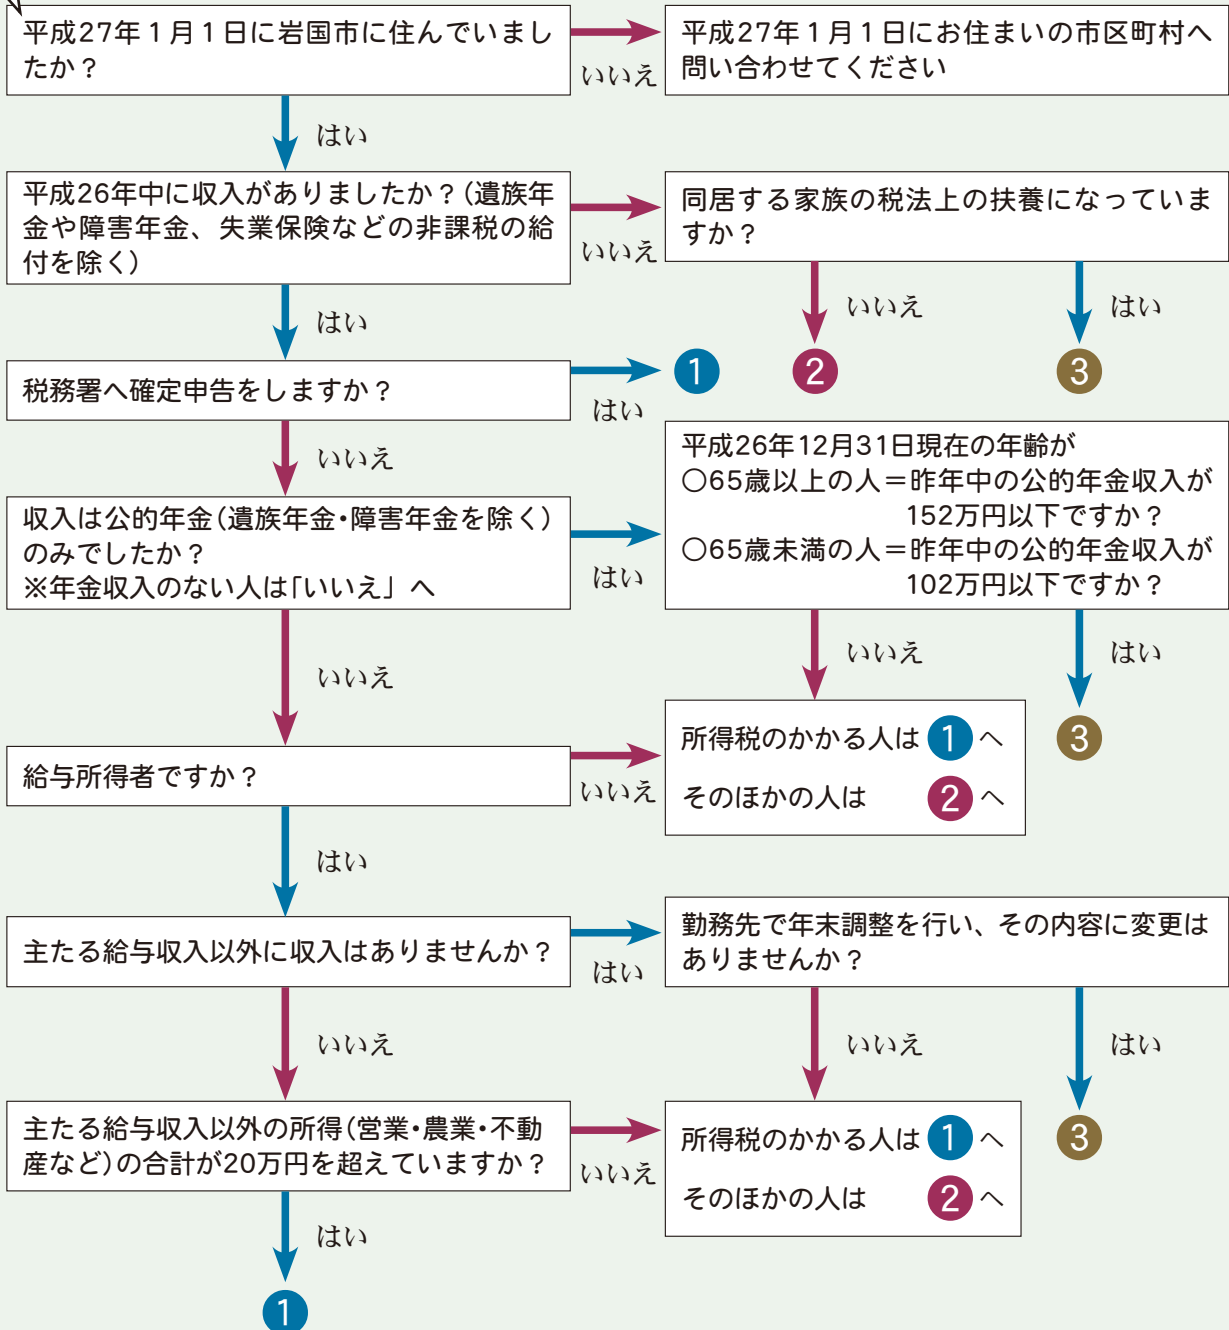 平成27年１月１日に岩国市に住んでいまし
たか？
いいえ
平成27年１月１日にお住まいの市区町村へ
問い合わせてください
はい
平成26年中に収入がありましたか？（遺族年
金や障害年金、失業保険などの非課税の給
付を除く）
いいえ
同居する家族の税法上の扶養になっていま
すか？
いいえ
はい
はい
税務署へ確定申告をしますか？
はい
1
2
3
いいえ
収入は公的年金（遺族年金・障害年金を除く）
のみでしたか？
※年金収入のない人は「いいえ」へ
はい
平成26年12月31日現在の年齢が
○65歳以上の人＝昨年中の公的年金収入が
152万円以下ですか？
○65歳未満の人＝昨年中の公的年金収入が
102万円以下ですか？
いいえ
はい
いいえ
給与所得者ですか？
いいえ
所得税のかかる人は 1 へ
そのほかの人は 2 へ
3
はい
主たる給与収入以外に収入はありませんか？
はい
勤務先で年末調整を行い、その内容に変更は
ありませんか？
いいえ
いいえ
はい
主たる給与収入以外の所得（営業・農業・不動
産など）の合計が20万円を超えていますか？
いいえ
所得税のかかる人は 1 へ
そのほかの人は 2 へ
3
はい
1